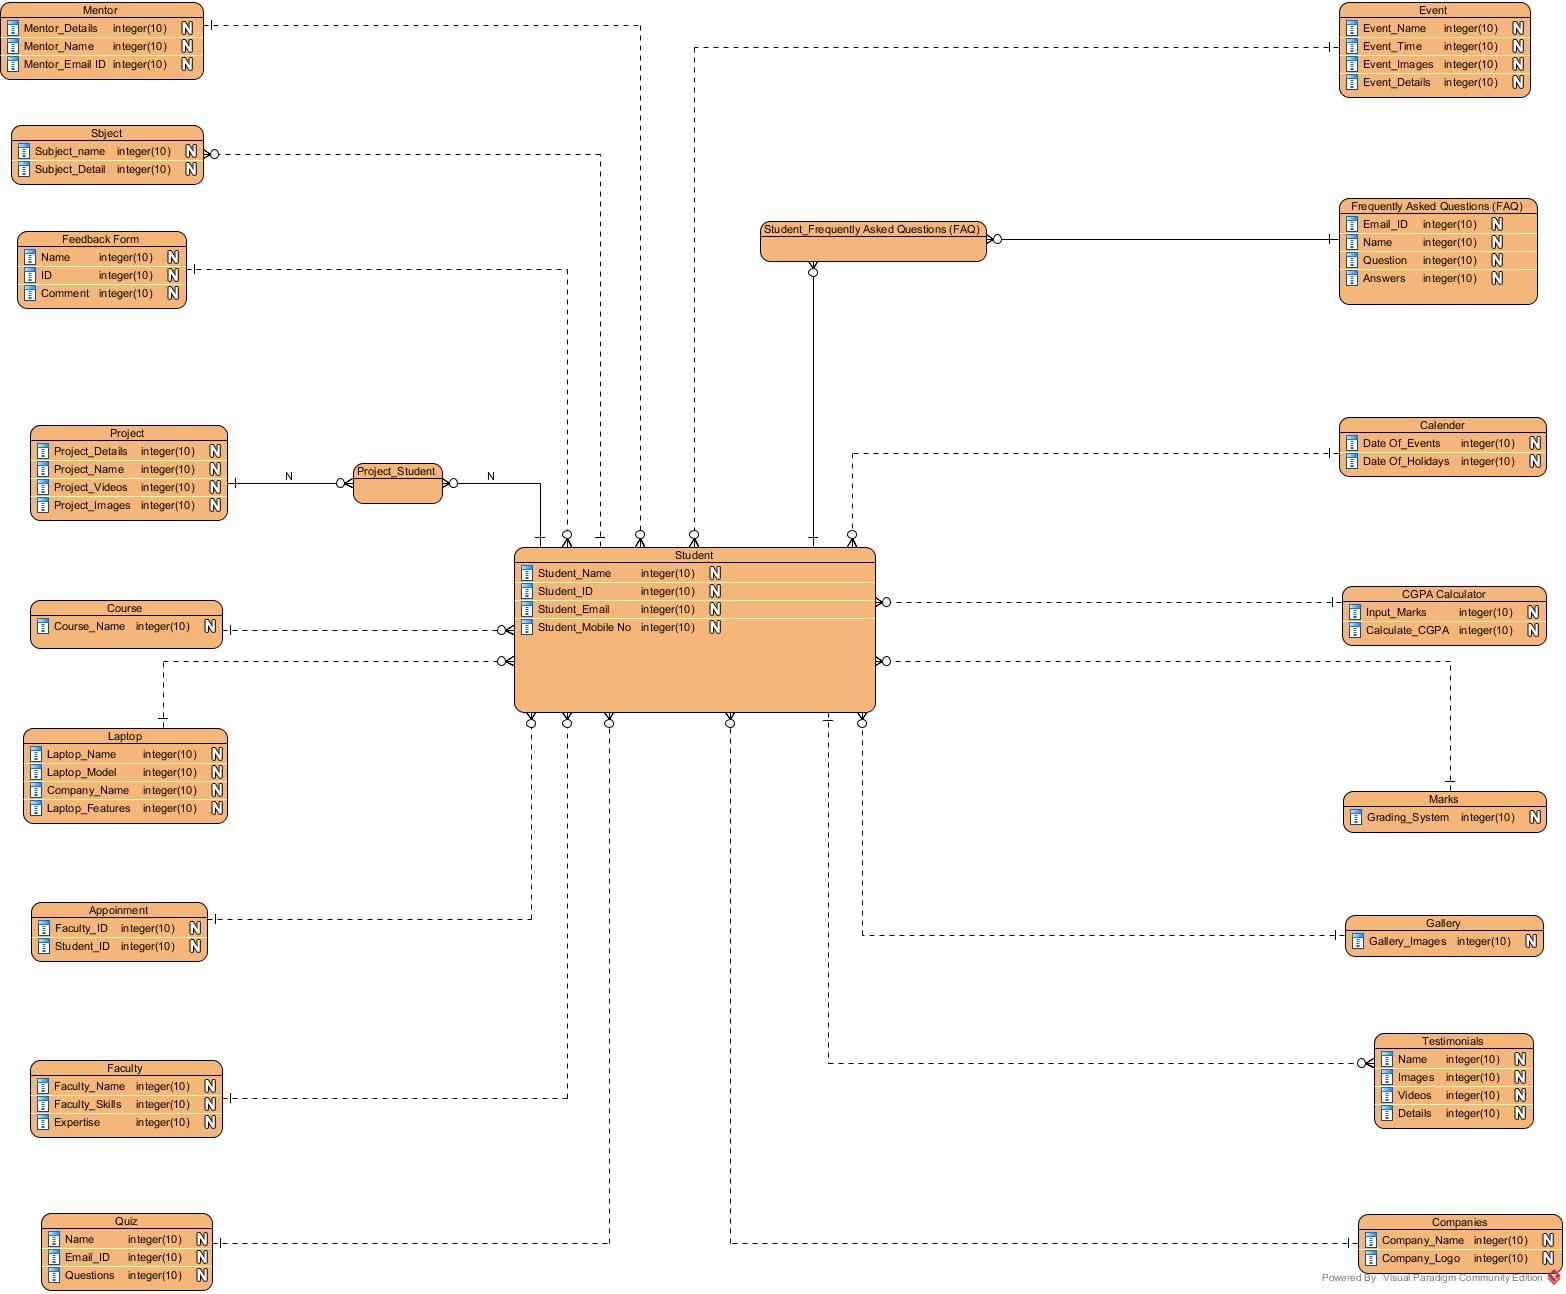 Mentor
Mentor_Details integer(10) N
Mentor_Name integer(10) N
Mentor_Email ID integer(10) N
Event
Event_Name integer(10) N
Event_Time integer(10) N
Event_Images integer(10) N
Event_Details integer(10) N
Sbject
Subject_name integer(10) N
Subject_Detail integer(10) N
Feedback Form
Name integer(10) N
ID integer(10) N
Comment integer(10) N
Student_Frequently Asked Questions (FAQ)
Frequently Asked Questions (FAQ)
Email_ID integer(10) N
Name integer(10) N
Question integer(10) N
Answers integer(10) N
Project
Project_Details integer(10) N
Project_Name integer(10) N
Project_Videos integer(10) N
Project_Images integer(10) N
N
Project_Student
N
Calender
Date Of_Events integer(10) N
Date Of_Holidays integer(10) N
Student
Student_Name integer(10) N
Student_ID integer(10) N
Student_Email integer(10) N
Student_Mobile No integer(10) N
Course
Course_Name integer(10) N
CGPA Calculator
Input_Marks integer(10) N
Calculate_CGPA integer(10) N
Laptop
Laptop_Name integer(10) N
Laptop_Model integer(10) N
Company_Name integer(10) N
Laptop_Features integer(10) N
Marks
Grading_System integer(10) N
Appoinment
Faculty_ID integer(10) N
Student_ID integer(10) N
Gallery
Gallery_Images integer(10) N
Faculty
Faculty_Name integer(10) N
Faculty_Skills integer(10) N
Expertise integer(10) N
Testimonials
Name integer(10) N
Images integer(10) N
Videos integer(10) N
Details integer(10) N
Quiz
Name integer(10) N
Email_ID integer(10) N
Questions integer(10) N
Companies
Company_Name integer(10) N
Company_Logo integer(10) N
Powered By Visual Paradigm Community Edition